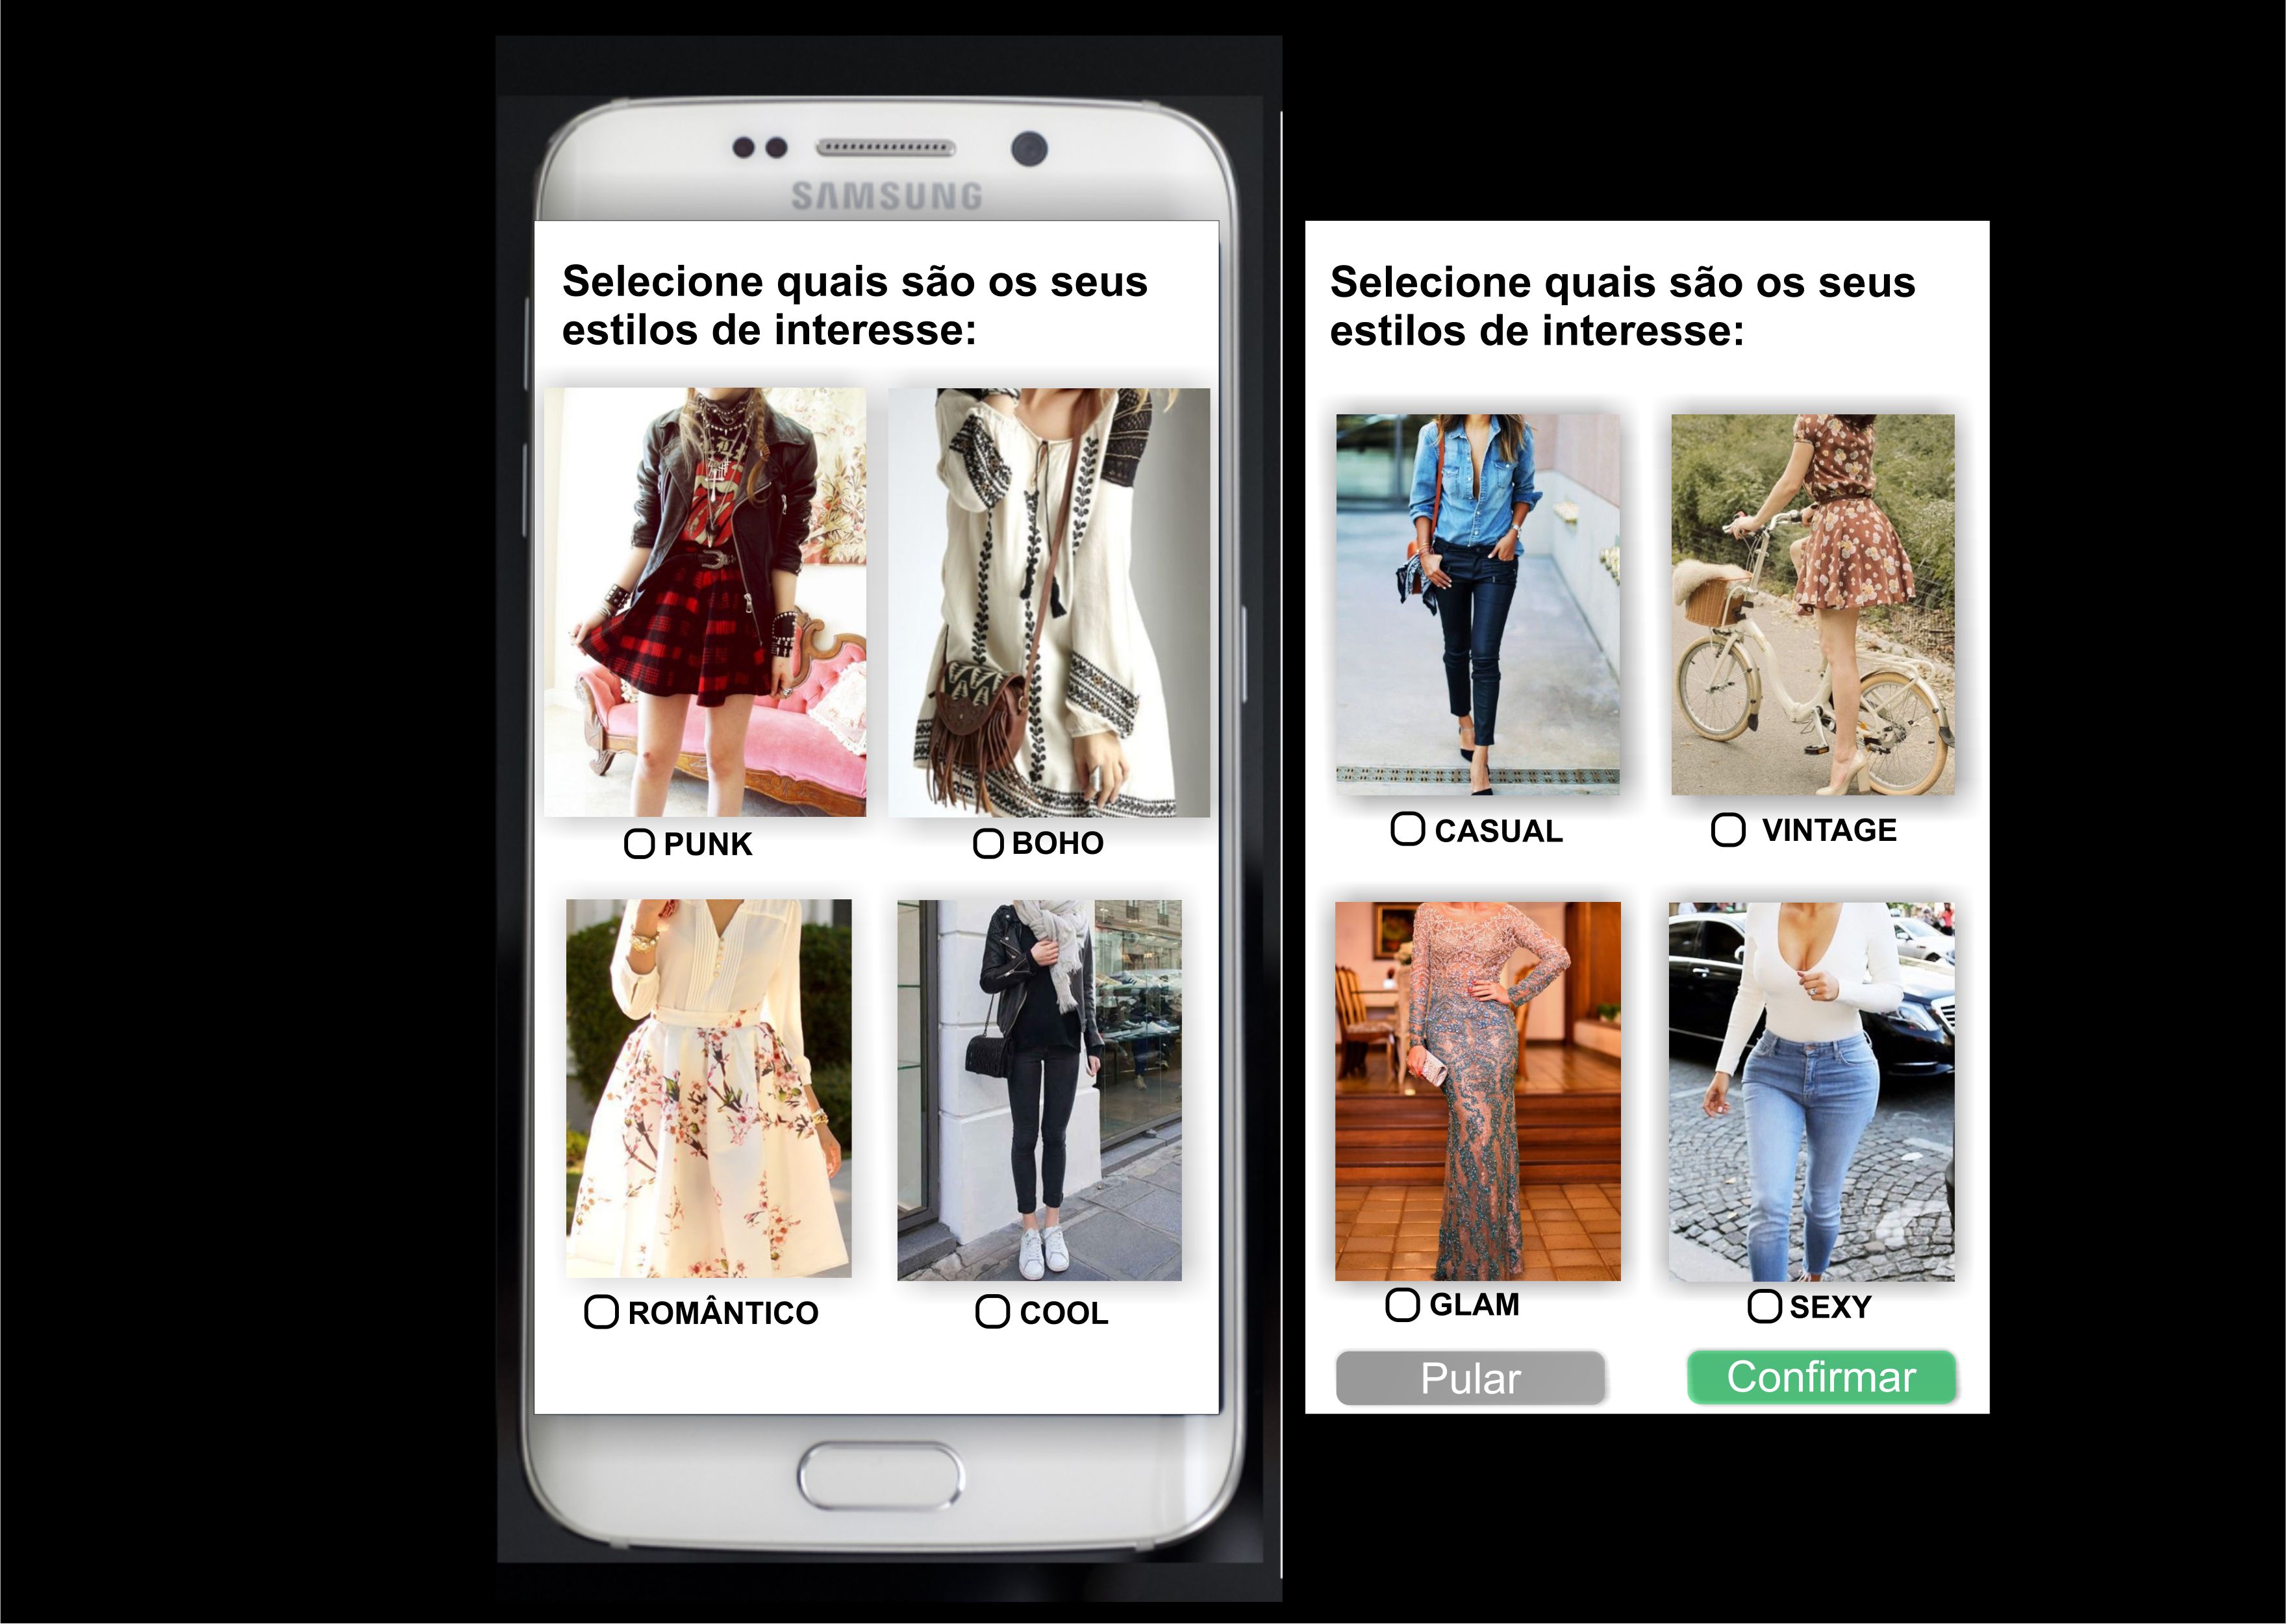 SAMSUNG
Selecione quais são os seus
estilos de interesse:
PUNK
BOHO
ROMÂNTICO
COOL
Selecione quais são os seus
estilos de interesse:
CASUAL
VINTAGE
GLAM
SEXY
Pular
Confirmar